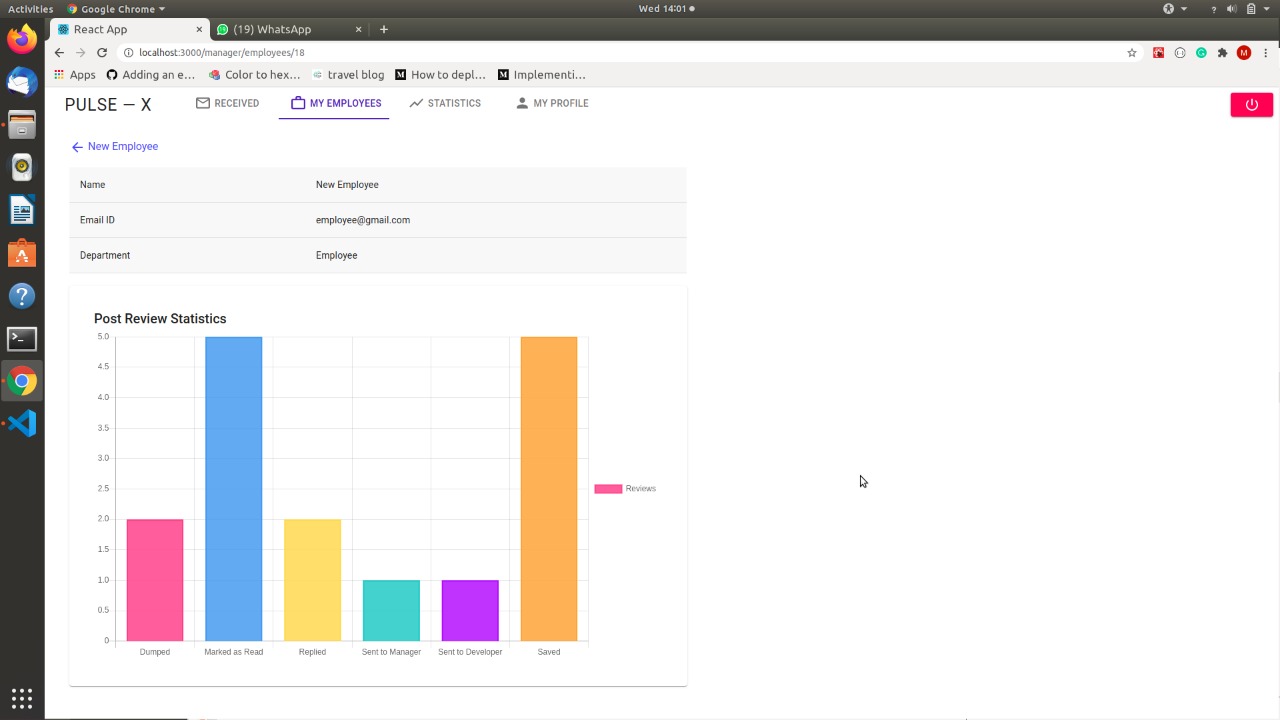 Activities Google Chrome Wed 14:01 ?
React App × (19) WhatsApp × +
localhost:3000/manager/employees/18 M
Apps Adding an e... Color to hex... travel blog How to depl... Implementi...
PULSE – X RECEIVED MY EMPLOYEES STATISTICS MY PROFILE
New Employee
Name New Employee
Email ID employee@gmail.com
Department Employee
Post Review Statistics
5.0
4.5
4.0
3.5
3.0
2.5
2.0
1.5
1.0
0.5
0
Dumped Marked as Read Replied Sent to Manager Sent to Developer Saved
Reviews